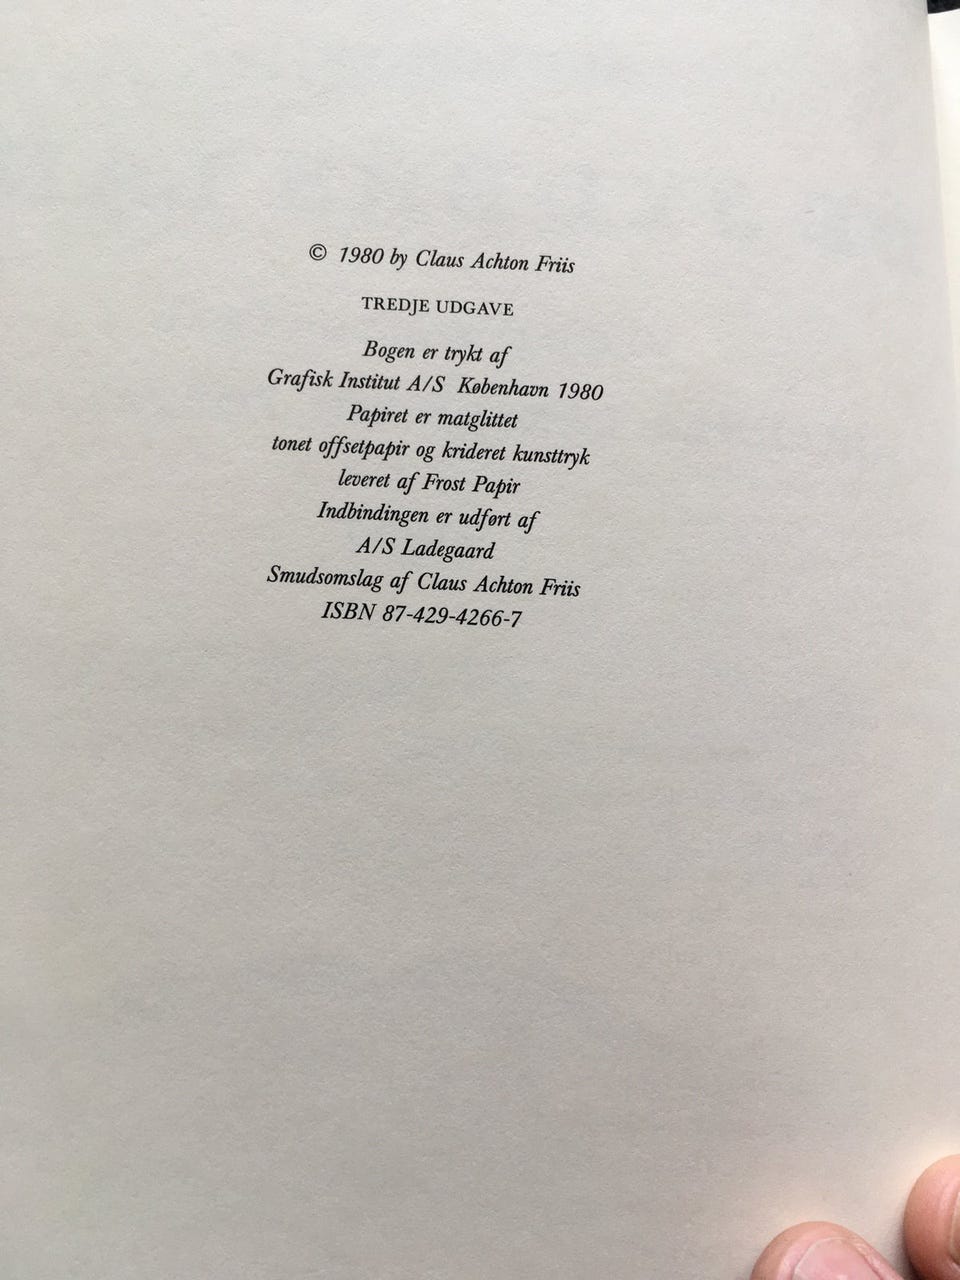 © 1980 by Claus Achton Friis
TREDJE UDGAVE
Bogen er trykt af
Grafisk Institut A/S København 1980
Papiret er matglittet
tonet offsetpapir og krideret kunsttryk
leveret af Frost Papir
Indbindingen er udført af
A/S Ladegaard
Smudsomslag af Claus Achton Friis
ISBN 87-429-4266-7